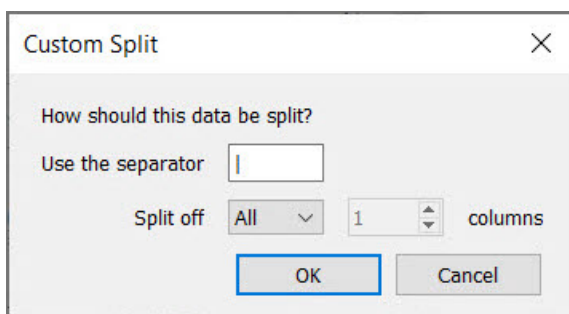 Custom Split
How should this data be split?
Use the separator |
Split off All 1 columns
OK Cancel